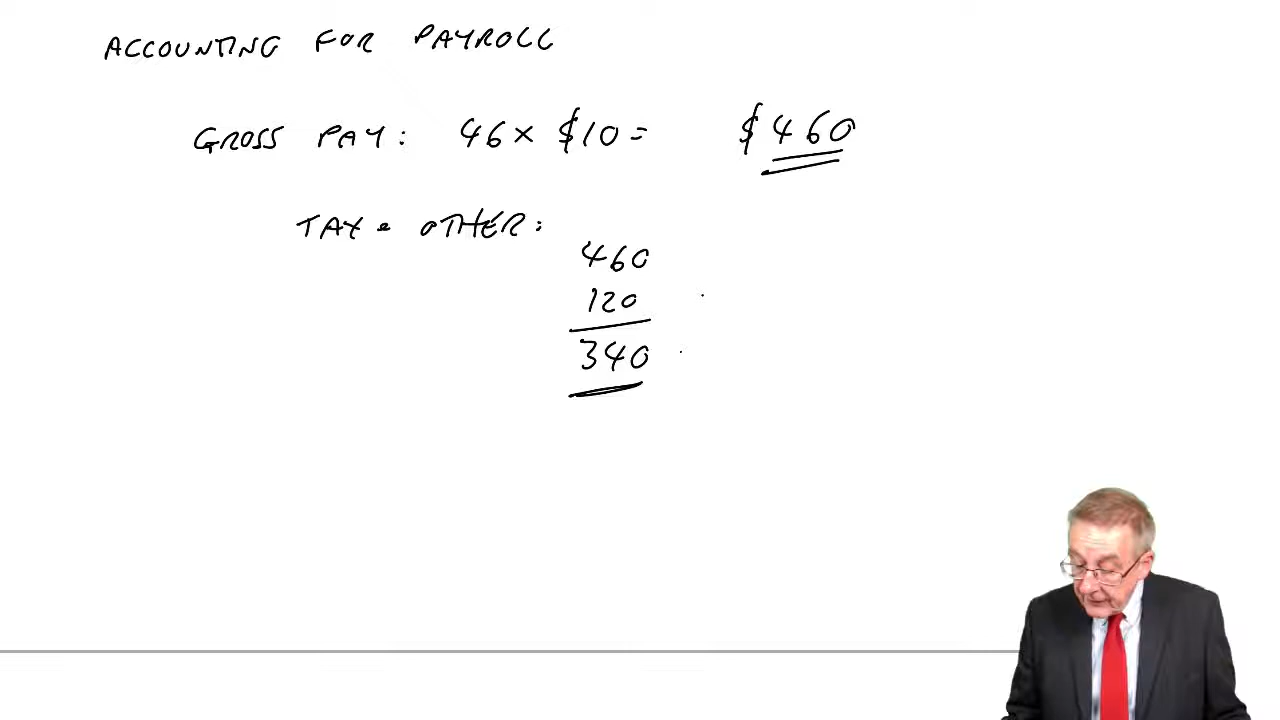 ACCOUNTING FOR PAYROLL
GROSS PAY: 46 × $10 = $460
TAX & OTHER:
460
120
340